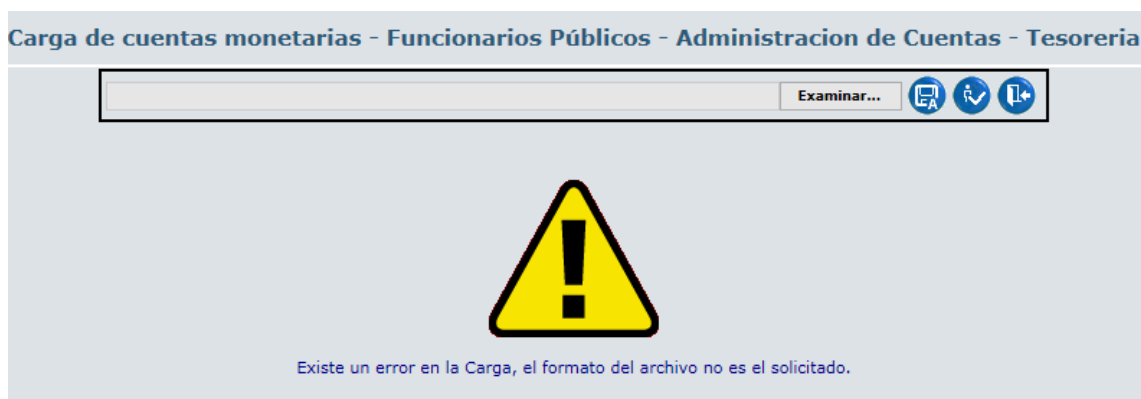 Carga de cuentas monetarias - Funcionarios Públicos - Administracion de Cuentas - Tesoreria
Examinar...
Existe un error en la Carga, el formato del archivo no es el solicitado.